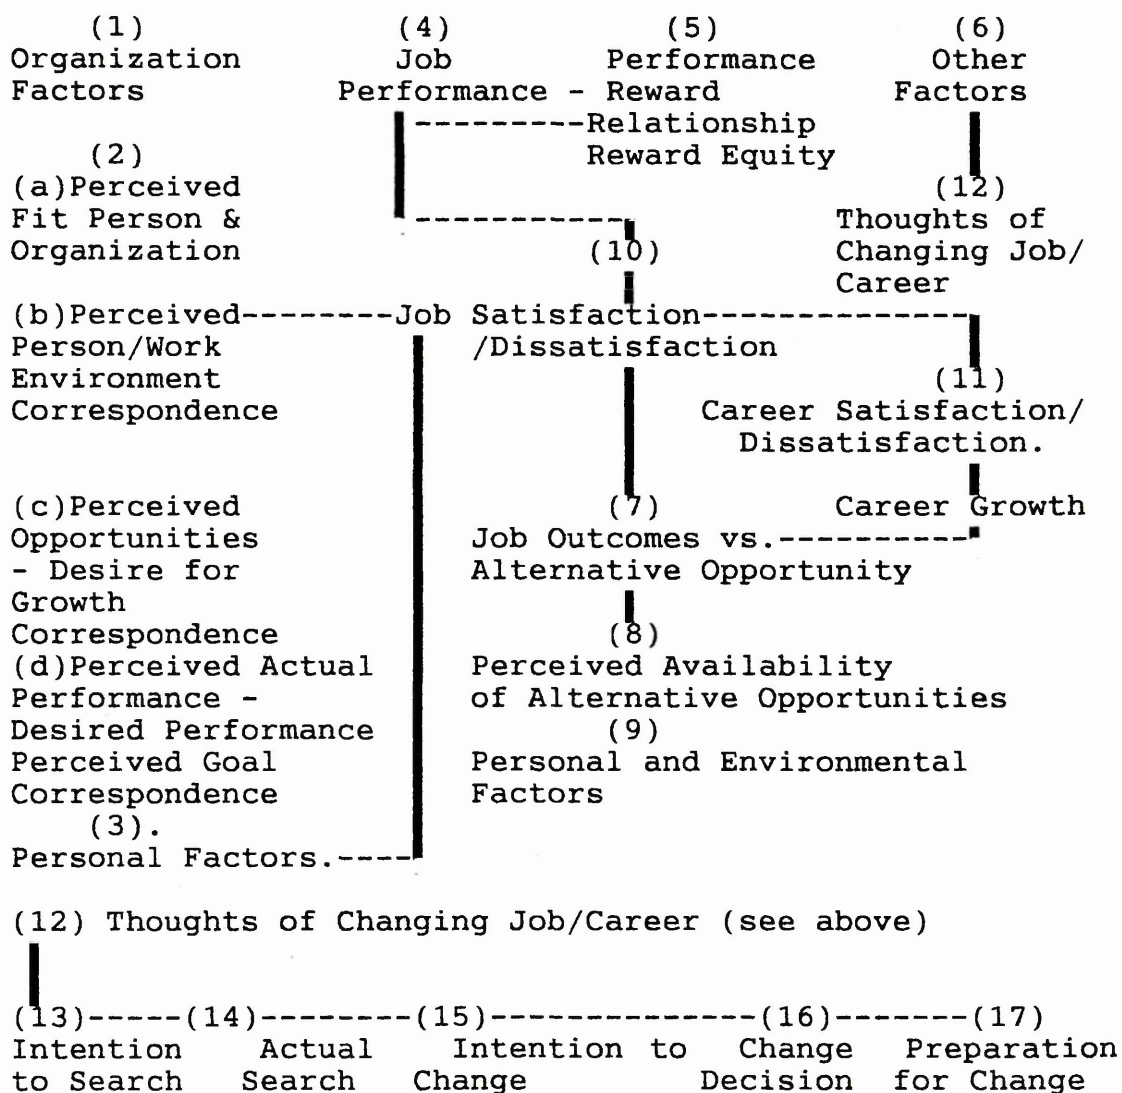 (1) (4) (5) (6)
Organization Job Performance Other
Factors Performance - Reward Factors
Relationship
(2) Reward Equity
(a)Perceived (12)
Fit Person & Thoughts of
Organization (10) Changing Job/
Career
(b)Perceived Job Satisfaction
Person/Work /Dissatisfaction
Environment (11)
Correspondence Career Satisfaction/
Dissatisfaction.
(c)Perceived (7) Career Growth
Opportunities Job Outcomes vs.
- Desire for Alternative Opportunity
Growth
Correspondence (8)
(d)Perceived Actual Perceived Availability
Performance - of Alternative Opportunities
Desired Performance (9)
Perceived Goal Personal and Environmental
Correspondence Factors
(3).
Personal Factors.
(12) Thoughts of Changing Job/Career (see above)
(13)-----(14)--------(15)--------------(16)-------(17)
Intention Actual Intention to Change Preparation
to Search Search Change Decision for Change